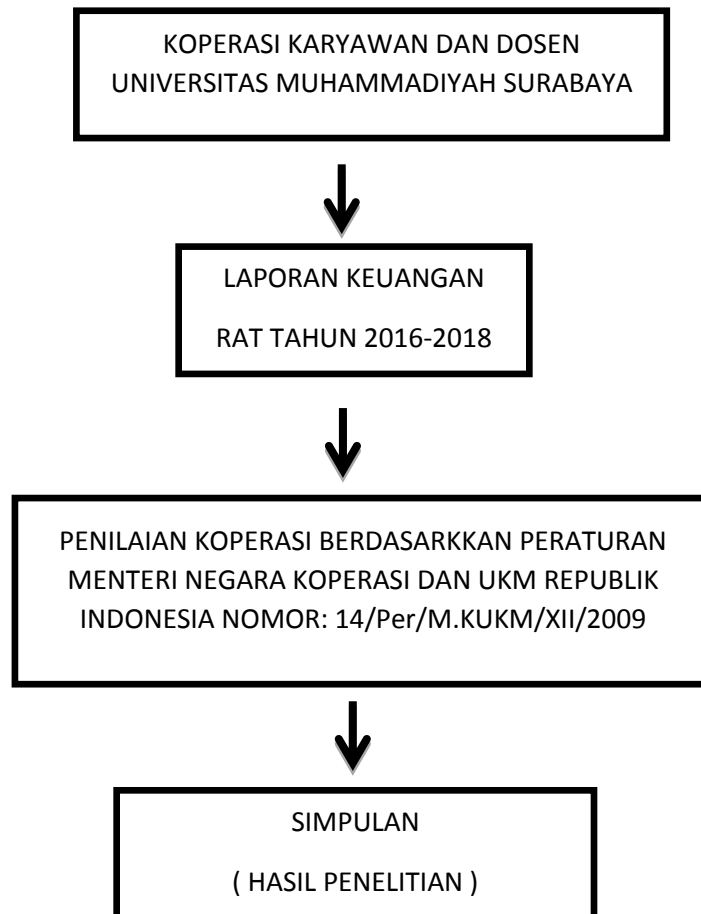 KOPERASI KARYAWAN DAN DOSEN
UNIVERSITAS MUHAMMADIYAH SURABAYA
LAPORAN KEUANGAN
RAT TAHUN 2016-2018
PENILAIAN KOPERASI BERDASARKKAN PERATURAN
MENTERI NEGARA KOPERASI DAN UKM REPUBLIK
INDONESIA NOMOR: 14/Per/M.KUKM/XII/2009
SIMPULAN
( HASIL PENELITIAN )